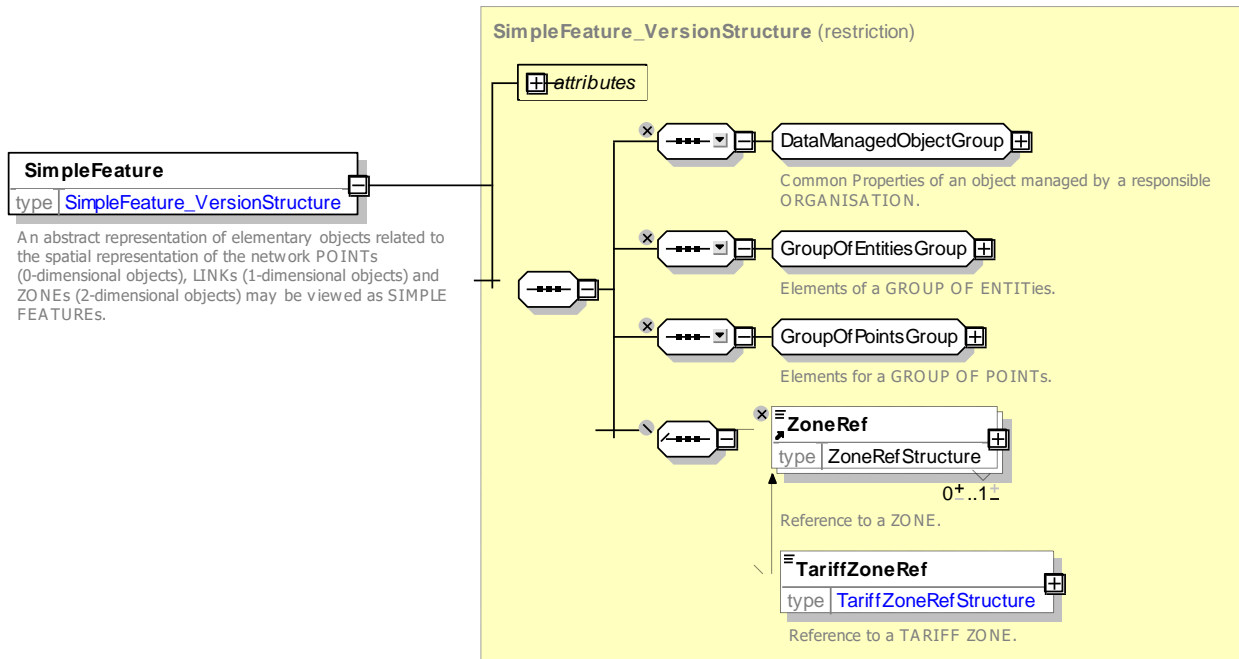 SimpleFeature_VersionStructure (restriction)
attributes
DataManagedObjectGroup
Common Properties of an object managed by a responsible
ORGANISATION.
SimpleFeature
type SimpleFeature_VersionStructure
An abstract representation of elementary objects related to
the spatial representation of the network POINTs
(0-dimensional objects), LINKs (1-dimensional objects) and
ZONEs (2-dimensional objects) may be viewed as SIMPLE
FEATUREs.
GroupOfEntitiesGroup
Elements of a GROUP OF ENTITies.
GroupOfPointsGroup
Elements for a GROUP OF POINTs.
ZoneRef
type ZoneRefStructure
0..1
Reference to a ZONE.
TariffZoneRef
type TariffZoneRefStructure
Reference to a TARIFF ZONE.